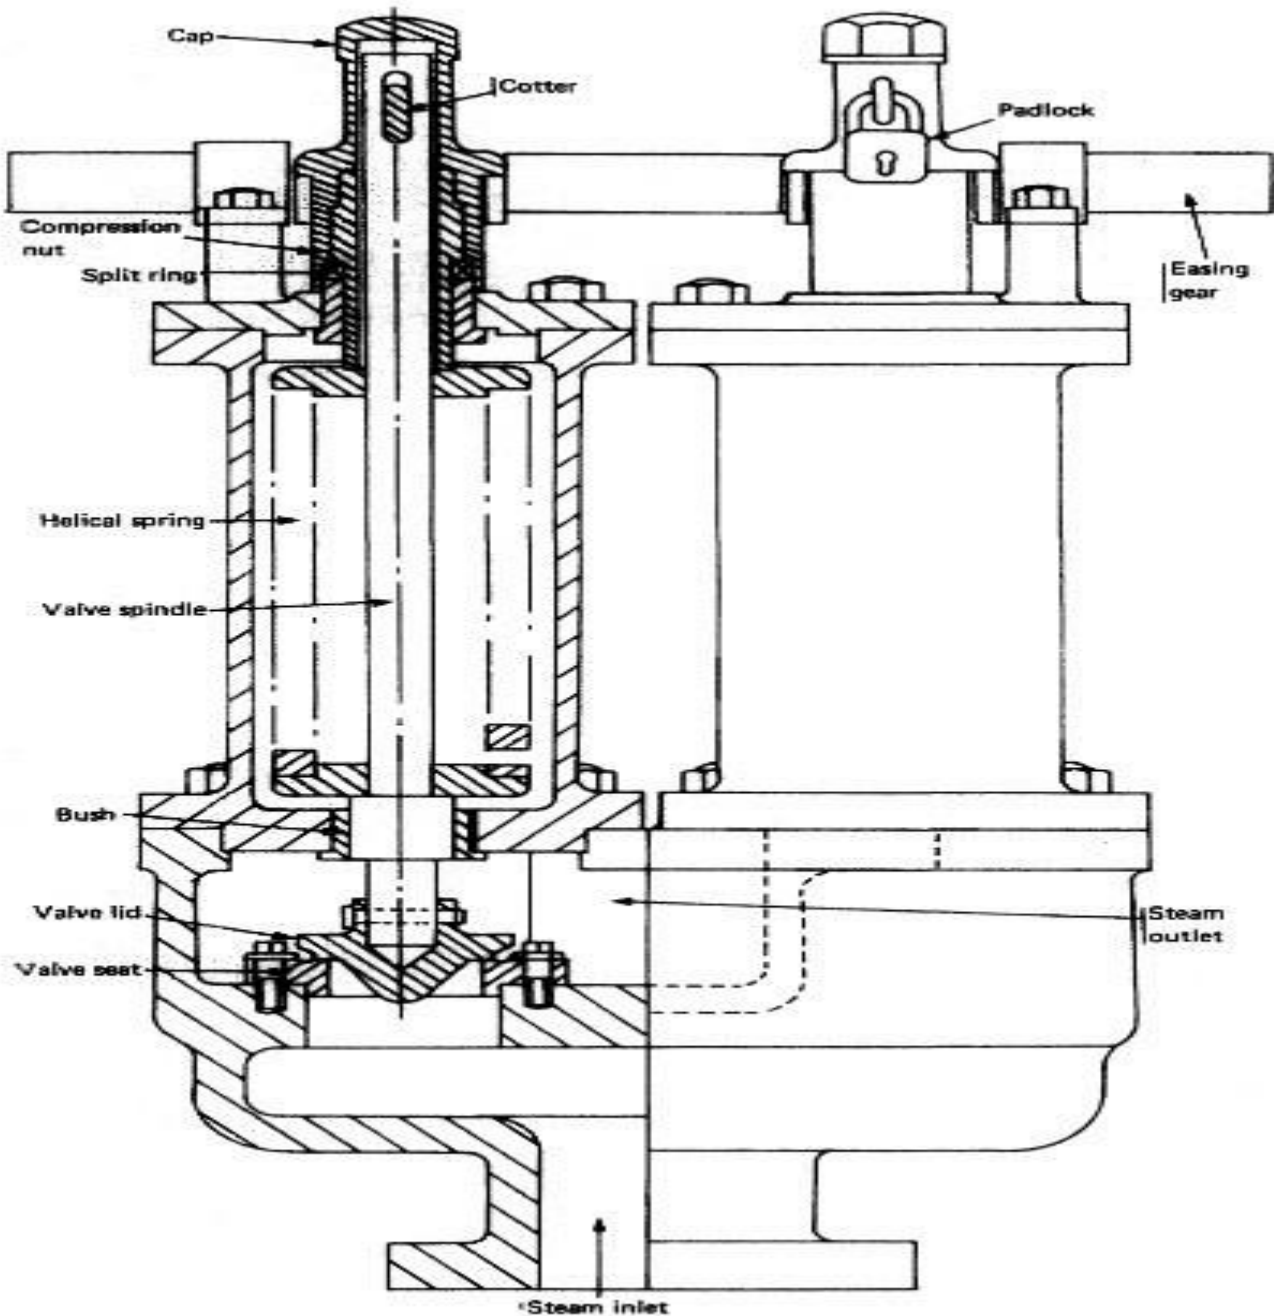 Cap
Cotter
Padlock
Compression
nut
Split ring
Easing
gear
Helical spring
Valve spindle
Bush
Valve lid
Steam
outlet
Valve seat
Steam inlet